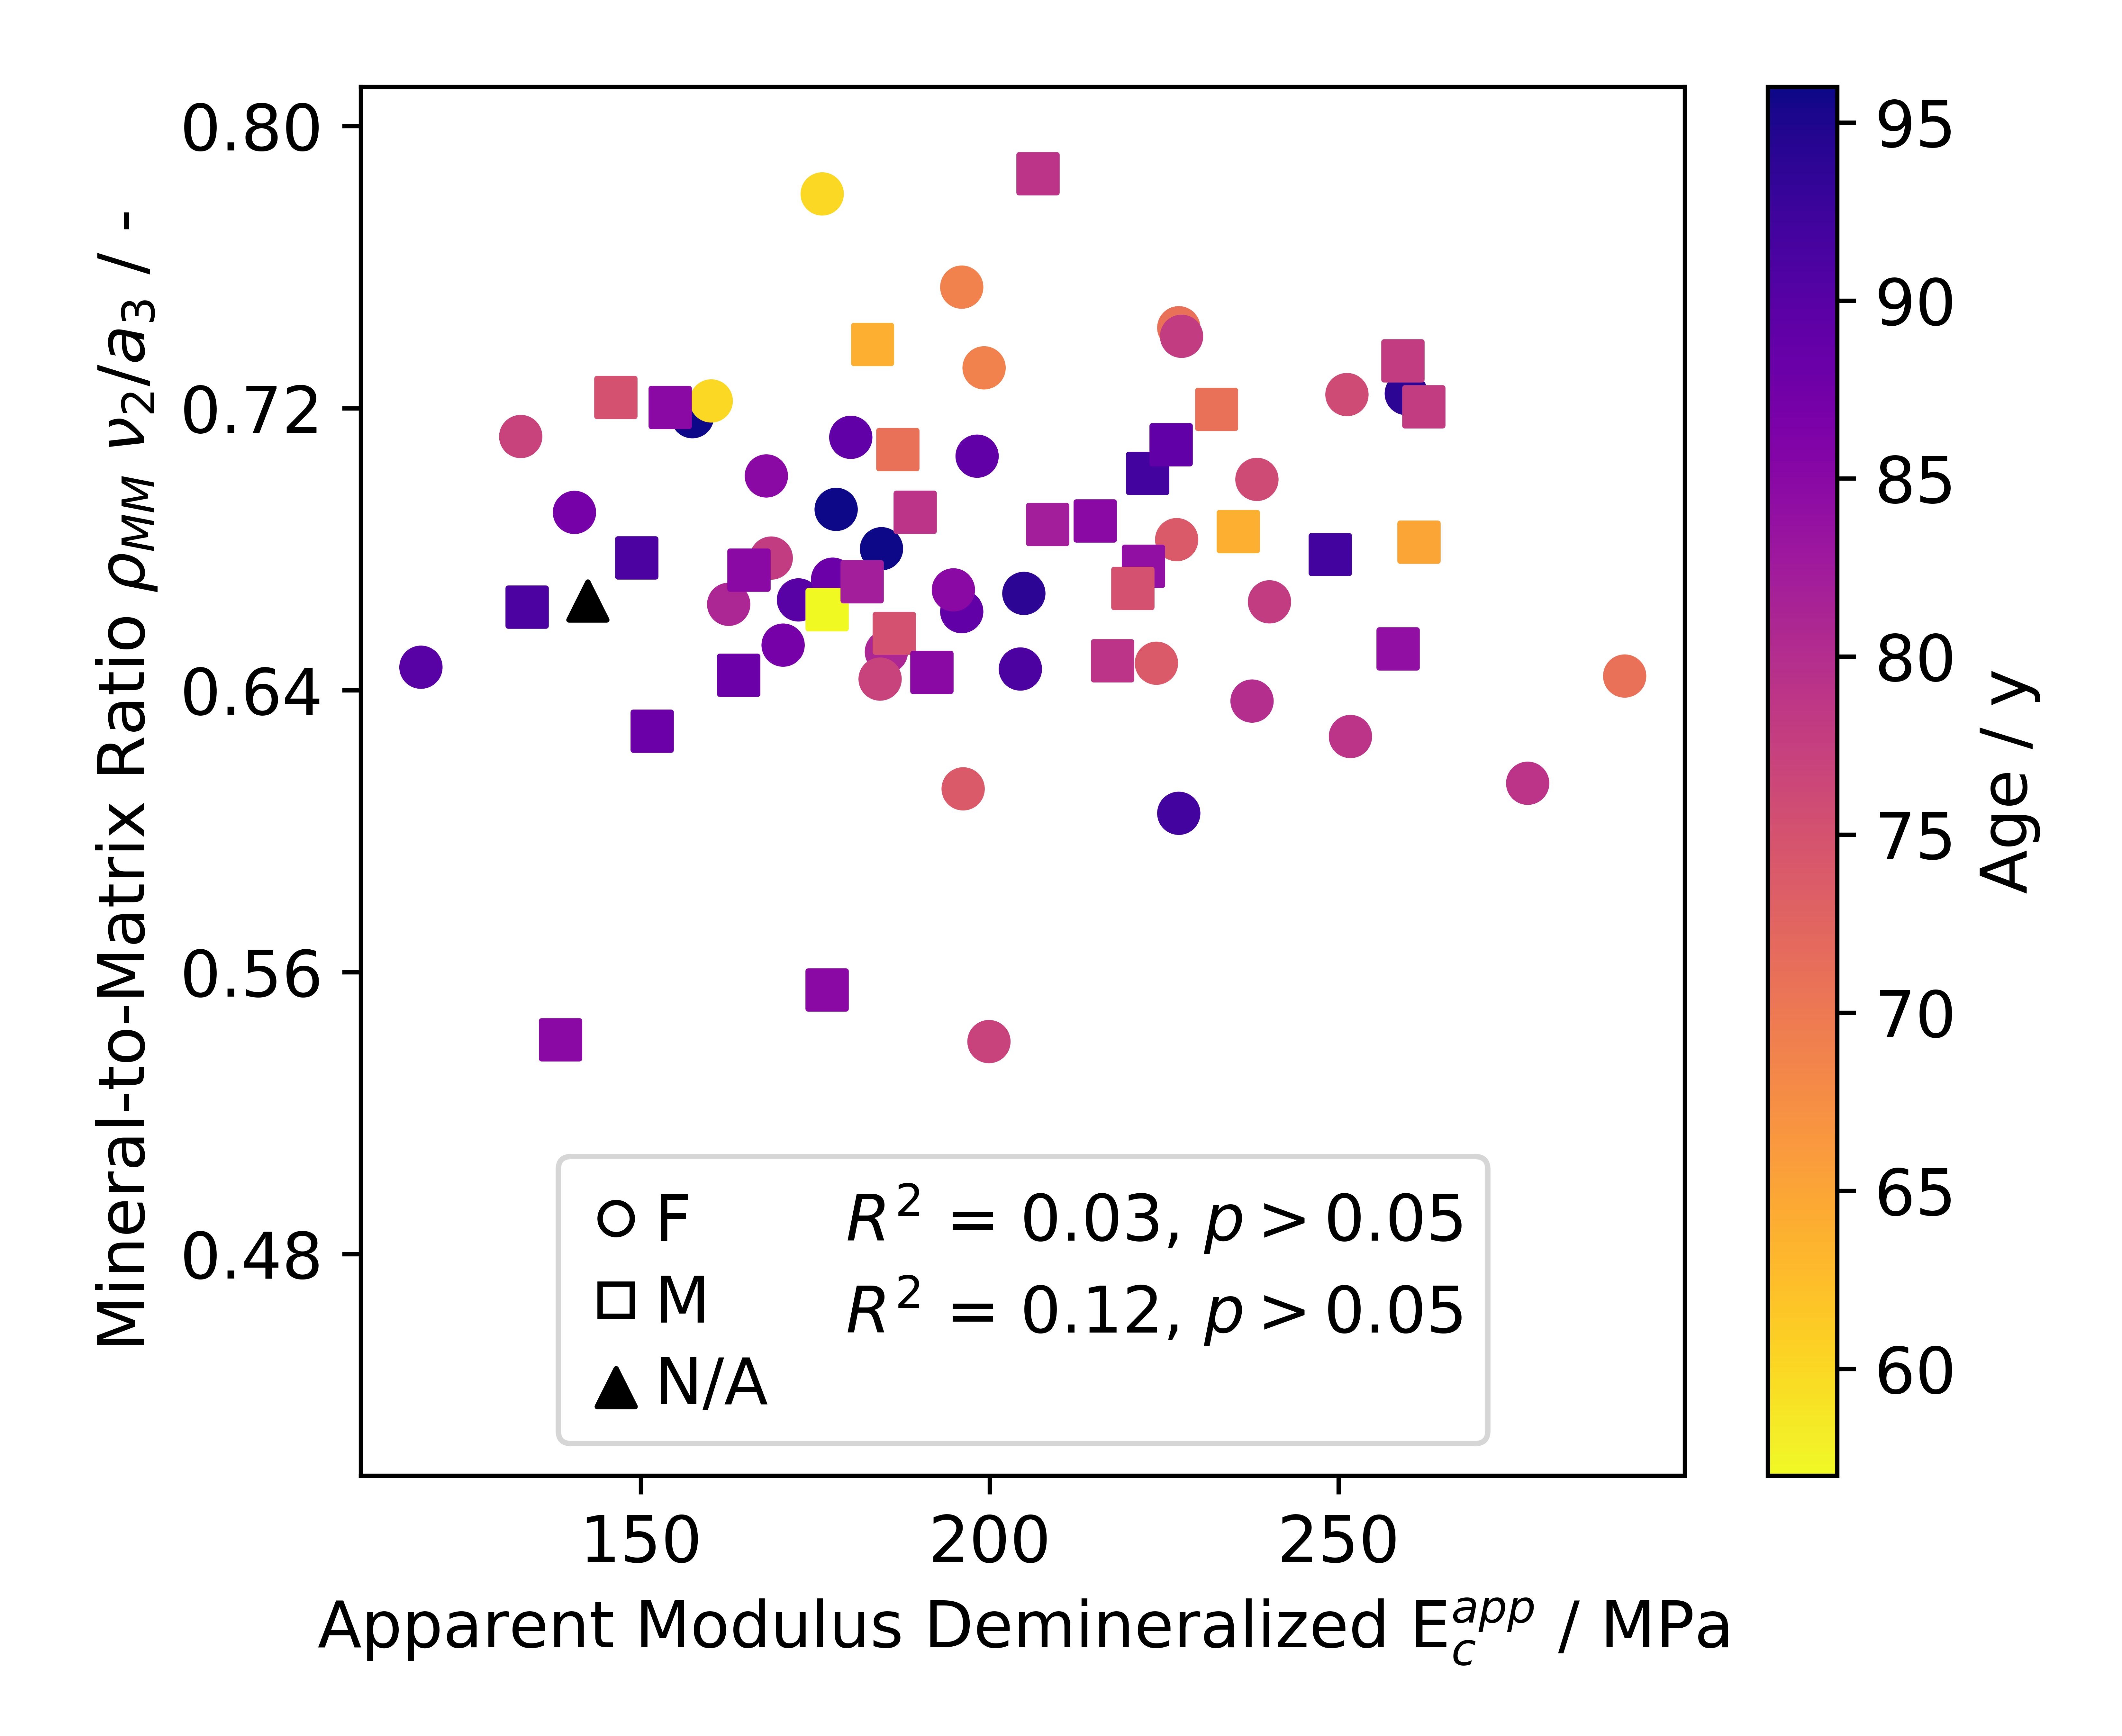 0.80
0.72
0.64
0.56
0.48
Mineral-to-Matrix Ratio ρMM ν2/a3 / -
F R² = 0.03, p > 0.05
M R² = 0.12, p > 0.05
N/A
150 200 250
Apparent Modulus Demineralized E_c^app / MPa
95
90
85
80
75
70
65
60
Age / y